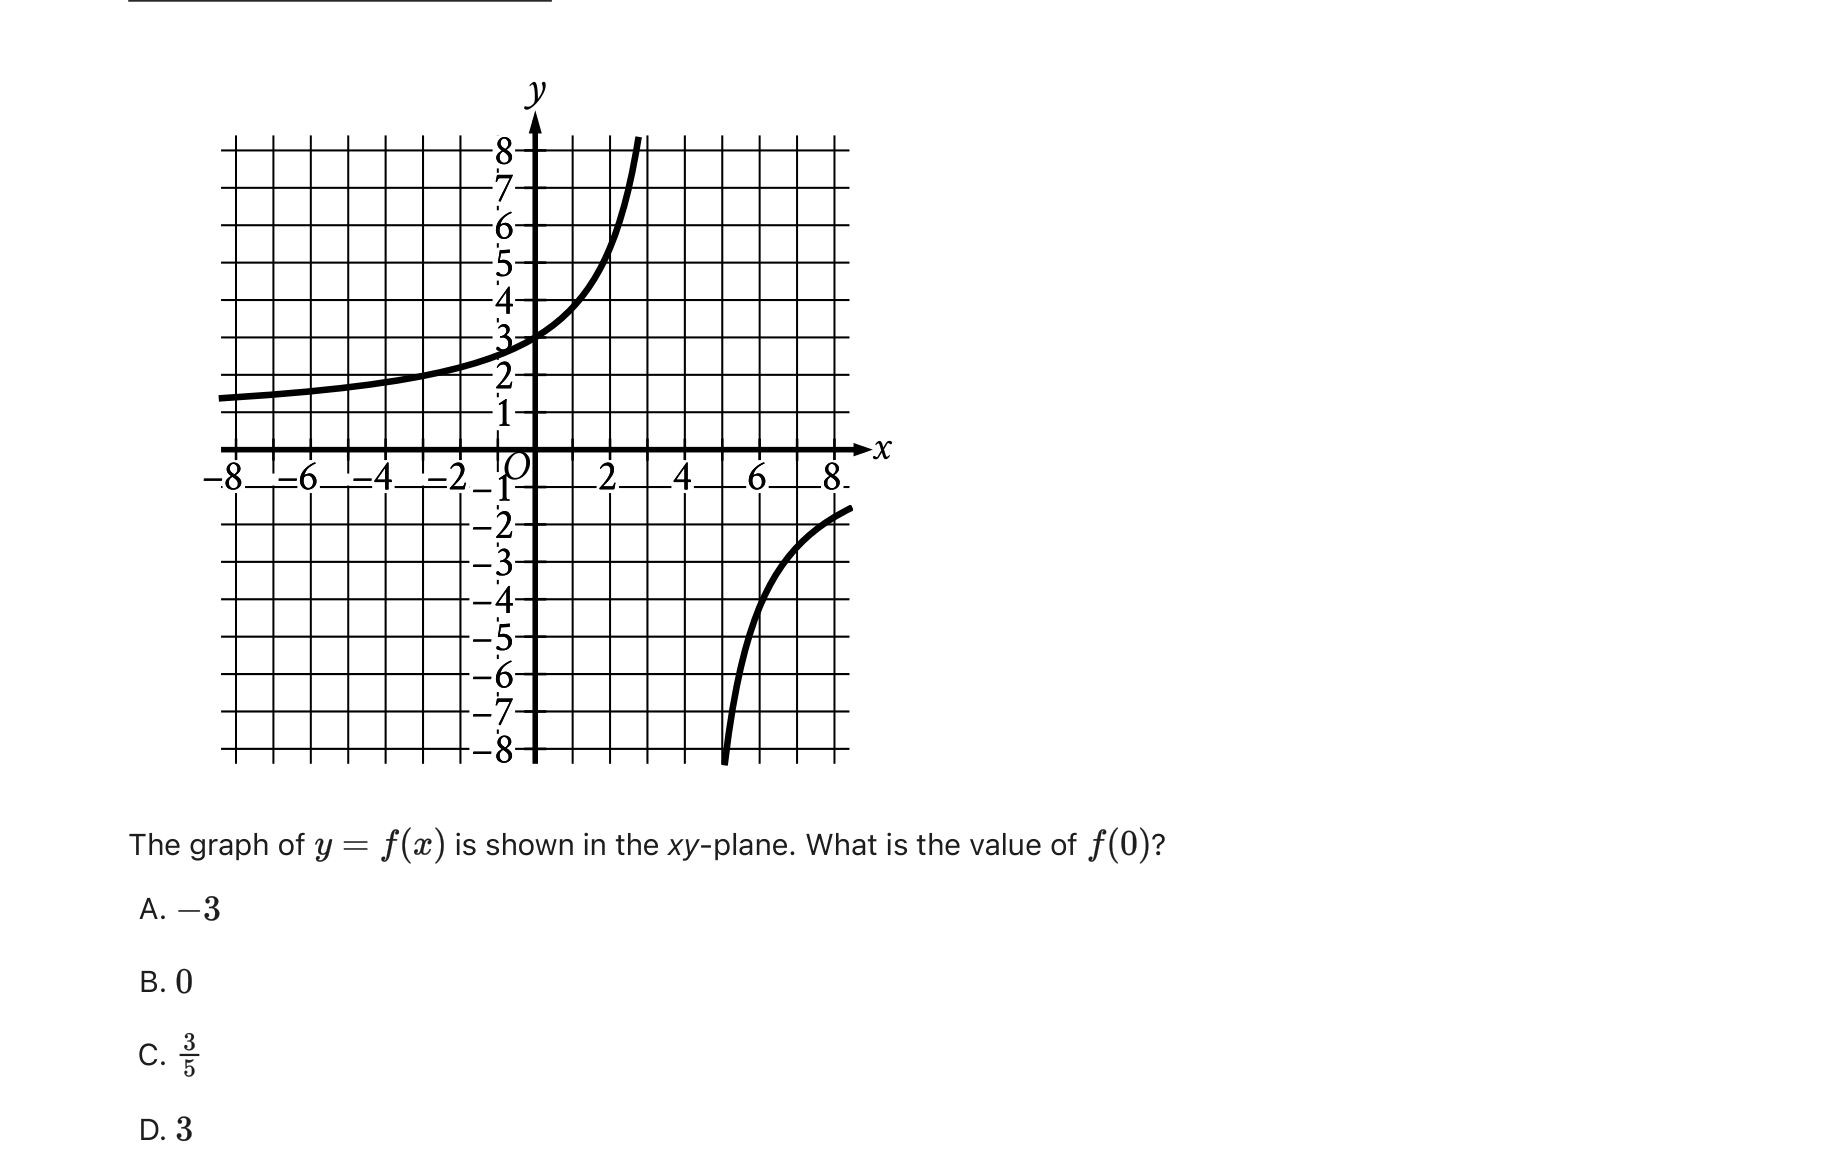 y
8
7
6
5
4
3
2
1
x
−8 −6 −4 −2 O 2 4 6 8
−1
−2
−3
−4
−5
−6
−7
−8
The graph of y = f(x) is shown in the xy-plane. What is the value of f(0)?
A. −3
B. 0
C. 3/5
D. 3